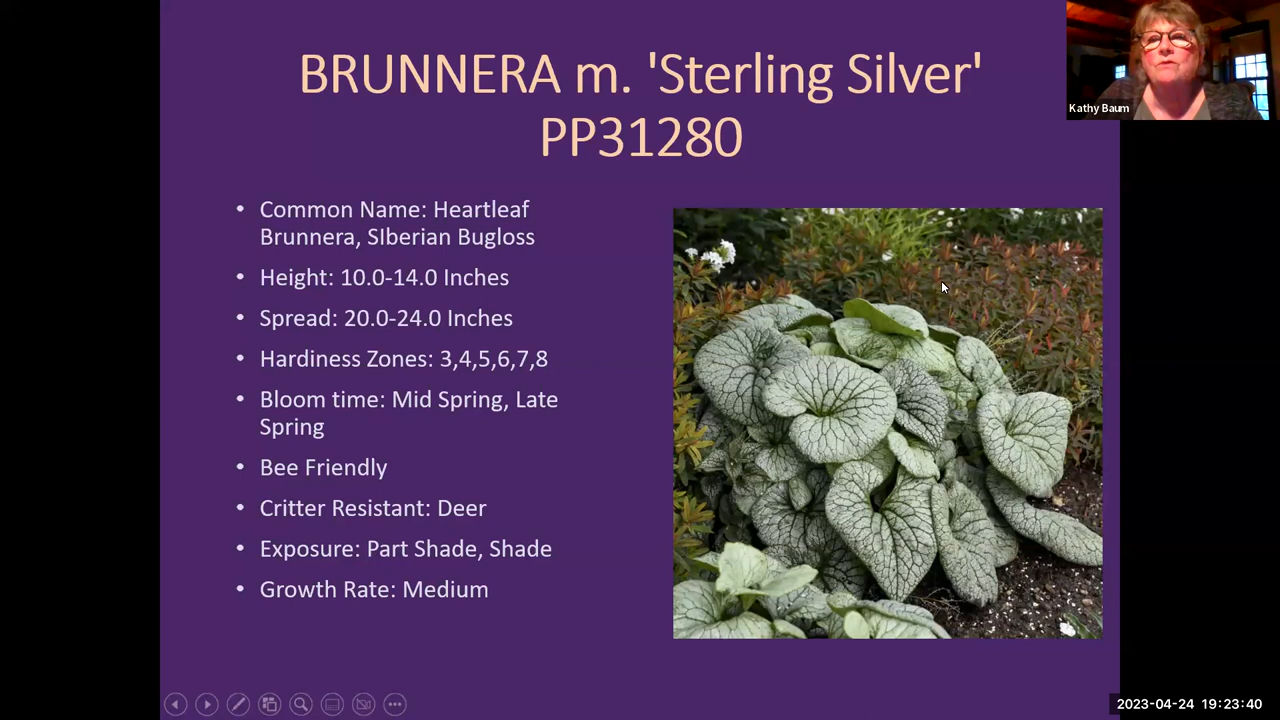 BRUNNERA m. 'Sterling Silver'
PP31280
Kathy Baum
• Common Name: Heartleaf
Brunnera, SIberian Bugloss
• Height: 10.0-14.0 Inches
• Spread: 20.0-24.0 Inches
• Hardiness Zones: 3,4,5,6,7,8
• Bloom time: Mid Spring, Late
Spring
• Bee Friendly
• Critter Resistant: Deer
• Exposure: Part Shade, Shade
• Growth Rate: Medium
2023-04-24 19:23:40